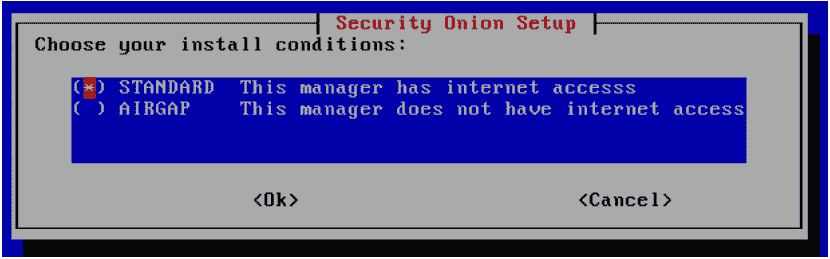 Security Onion Setup
Choose your install conditions:
(*) STANDARD This manager has internet accesss
( ) AIRGAP This manager does not have internet access
<Ok> <Cancel>